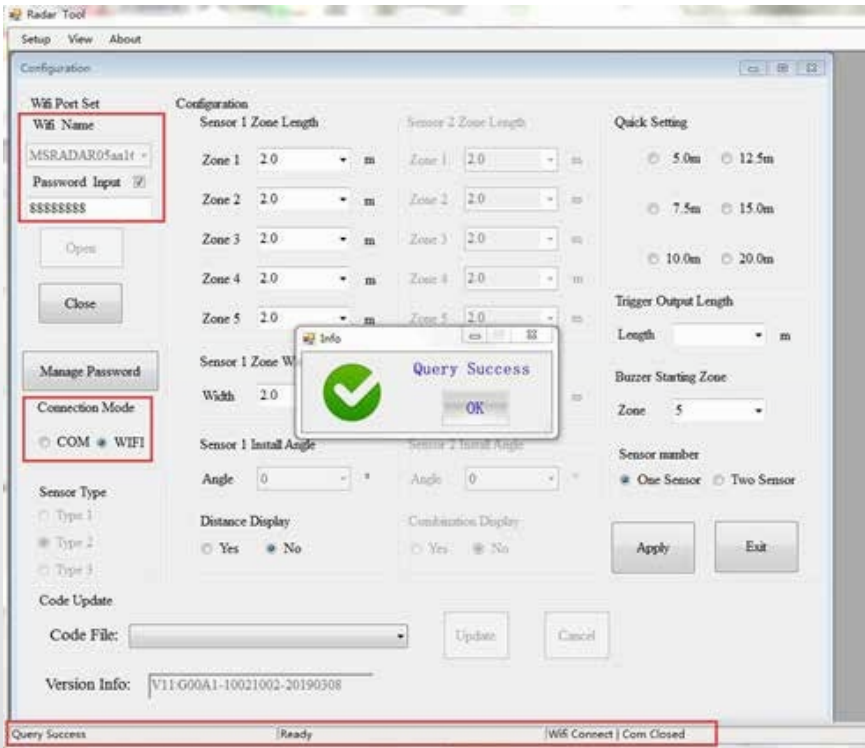 Radar Tool
Setup View About
Configuration
Wifi Port Set
Wifi Name
MSRADAR05aa1t
Password Input
88888888
Open
Close
Manage Password
Connection Mode
COM WIFI
Sensor Type
Type 1
Type 2
Type 3
Configuration
Sensor 1 Zone Length
Zone 1 2.0 m
Zone 2 2.0 m
Zone 3 2.0 m
Zone 4 2.0 m
Zone 5 2.0 m
Sensor 1 Zone W
Width 2.0
Sensor 1 Install Angle
Angle 0 °
Distance Display
Yes No
Sensor 2 Zone Length
Zone 1 2.0 m
Zone 2 2.0 m
Zone 3 2.0 m
Zone 4 2.0 m
Zone 5 2.0 m
m
Sensor 2 Install Angle
Angle 0 °
Combination Display
Yes No
Info
Query Success
OK
Quick Setting
5.0m 12.5m
7.5m 15.0m
10.0m 20.0m
Trigger Output Length
Length m
Buzzer Starting Zone
Zone 5
Sensor number
One Sensor Two Sensor
Apply Exit
Code Update
Code File:
Update Cancel
Version Info: V11:G00A1-10021002-20190308
Query Success Ready Wifi Connect | Com Closed